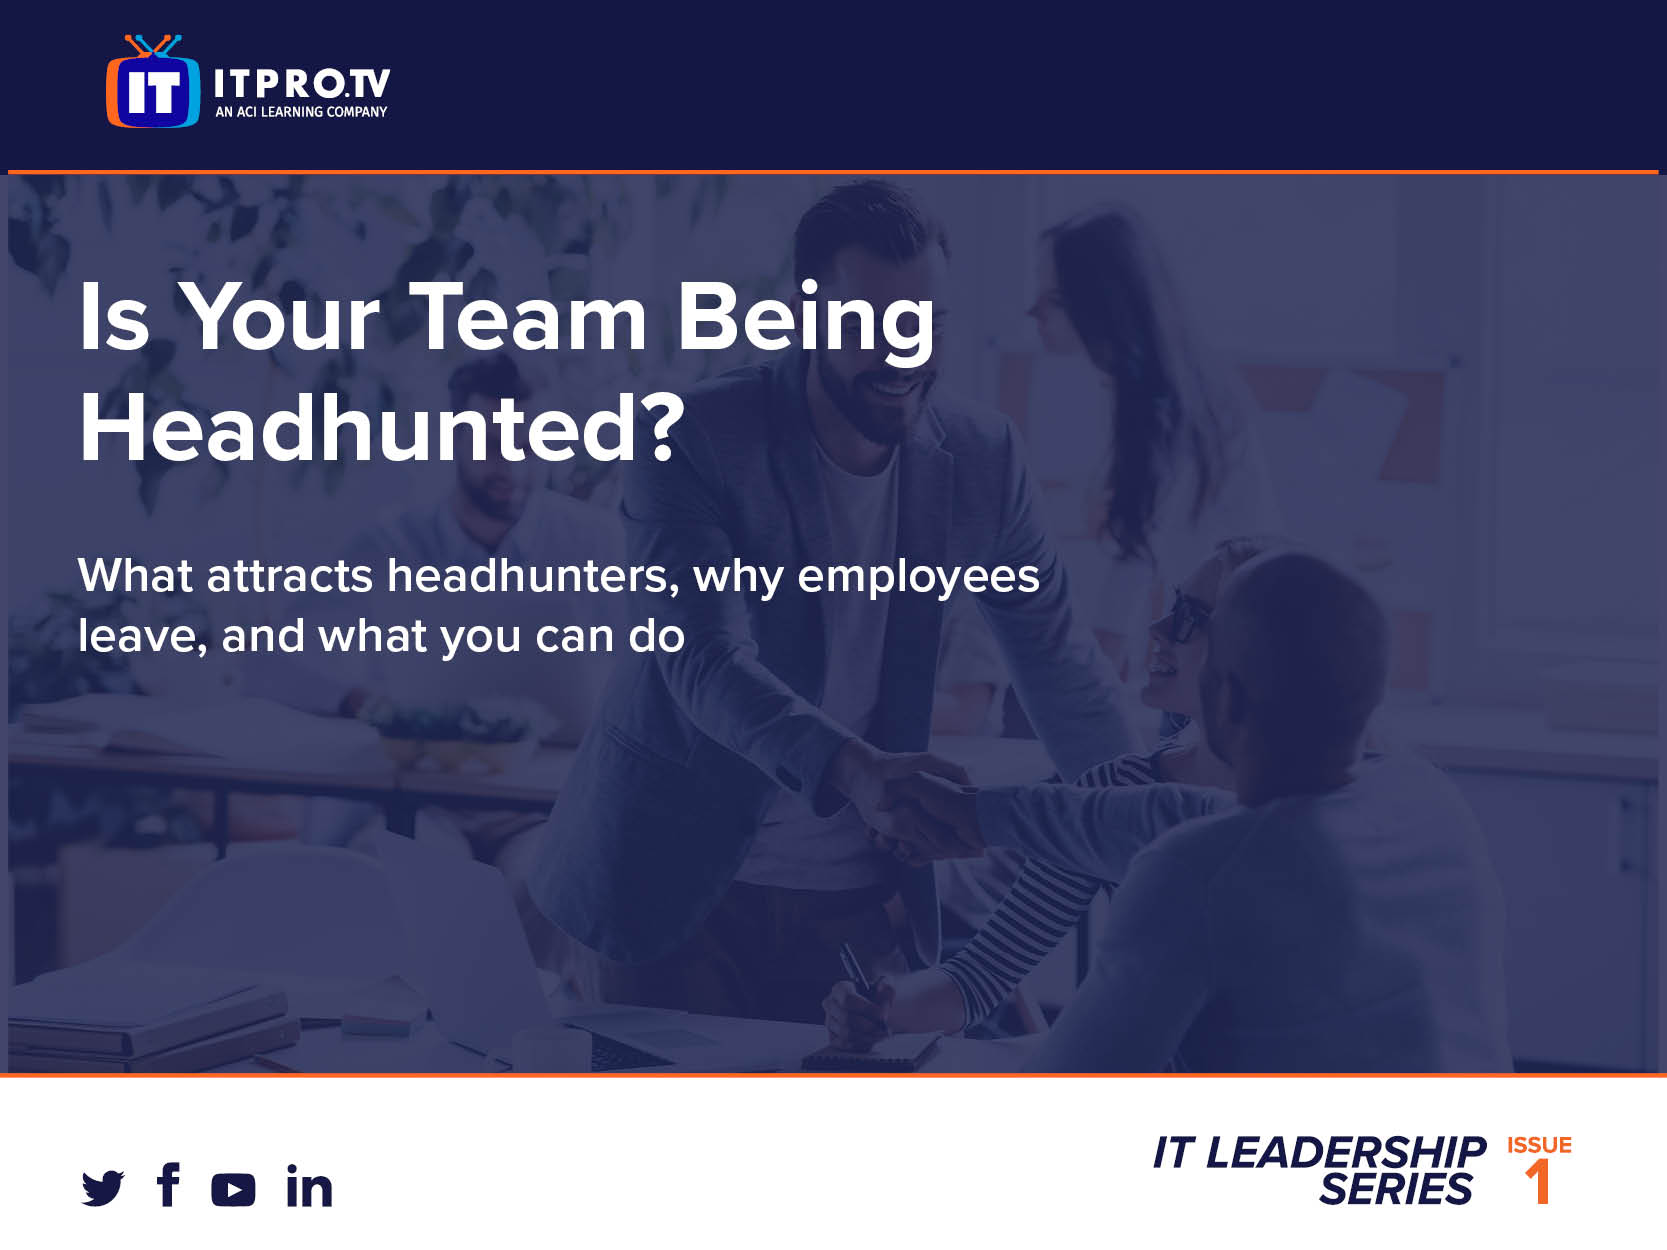 IT
ITPRO.TV
AN ACI LEARNING COMPANY
Is Your Team Being
Headhunted?
What attracts headhunters, why employees
leave, and what you can do
IT LEADERSHIP
SERIES
ISSUE
1